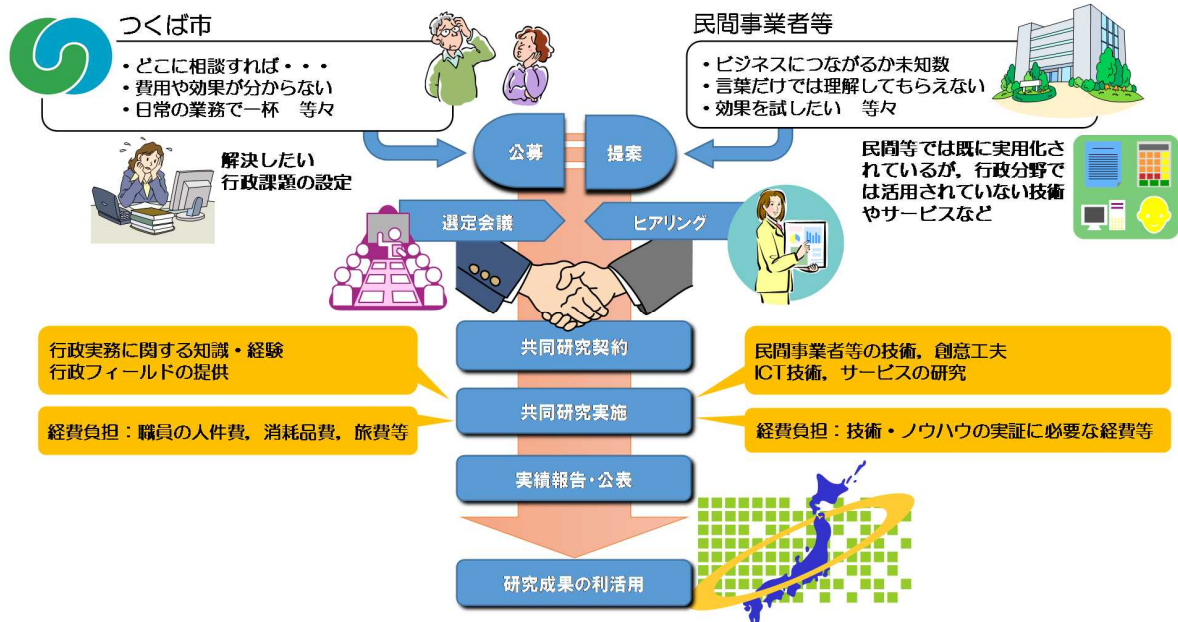 つくば市
・どこに相談すれば・・・
・費用や効果が分からない
・日常の業務で一杯 等々
民間事業者等
・ビジネスにつながるか未知数
・言葉だけでは理解してもらえない
・効果を試したい 等々
公募
提案
解決したい
行政課題の設定
民間等では既に実用化さ
れているが，行政分野で
は活用されていない技術
やサービスなど
選定会議
ヒアリング
共同研究契約
行政実務に関する知識・経験
行政フィールドの提供
民間事業者等の技術，創意工夫
ICT技術，サービスの研究
共同研究実施
経費負担：職員の人件費，消耗品費，旅費等
経費負担：技術・ノウハウの実証に必要な経費等
実績報告・公表
研究成果の利活用